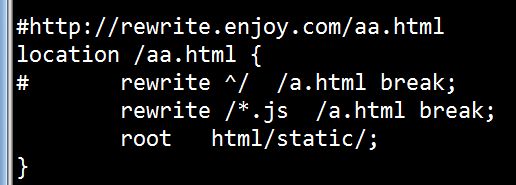 #http://rewrite.enjoy.com/aa.html
location /aa.html {
#       rewrite ^/  /a.html break;
        rewrite /*.js  /a.html break;
        root   html/static/;
}